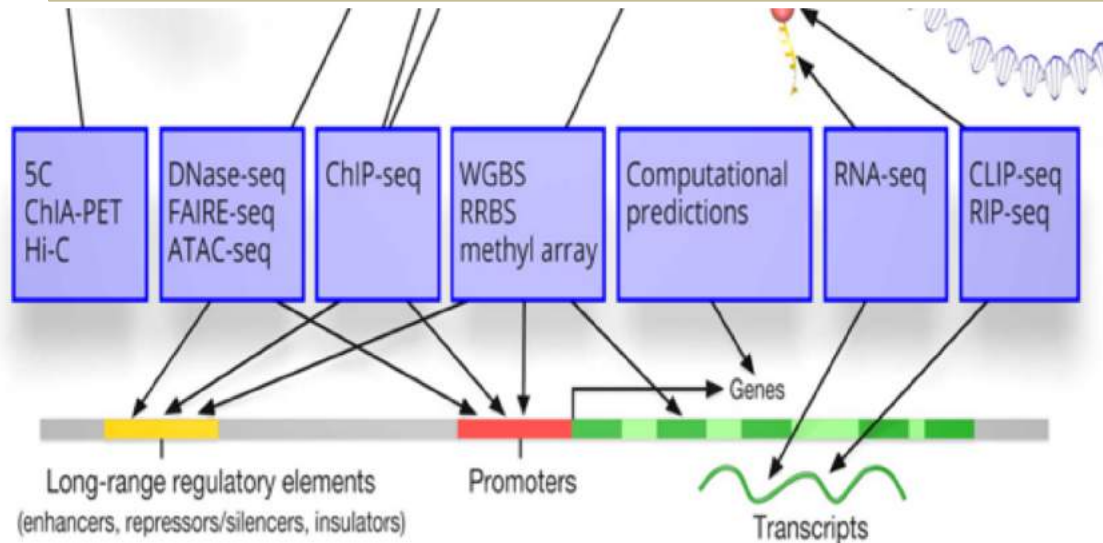 5C
ChIA-PET
Hi-C
DNase-seq
FAIRE-seq
ATAC-seq
ChIP-seq
WGBS
RRBS
methyl array
Computational
predictions
RNA-seq
CLIP-seq
RIP-seq
Genes
Long-range regulatory elements
(enhancers, repressors/silencers, insulators)
Promoters
Transcripts